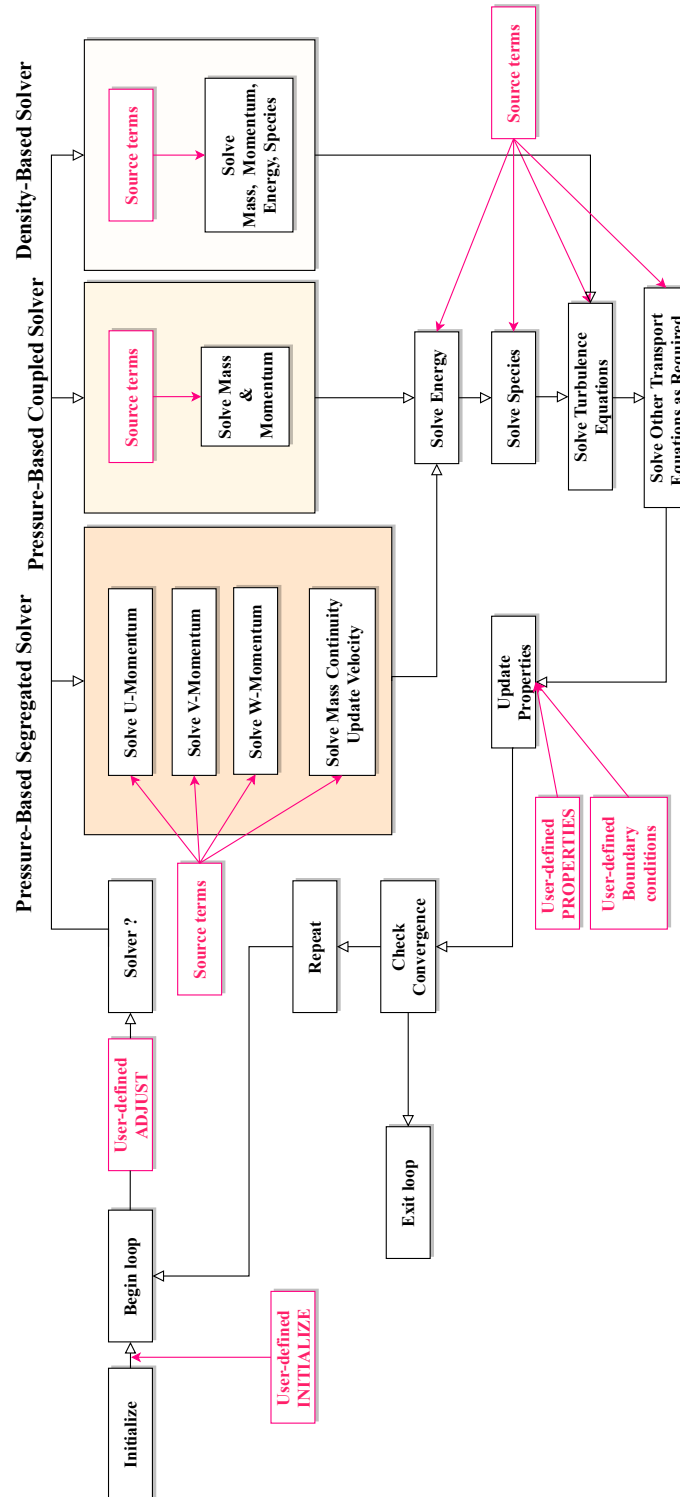 Initialize
Begin loop
User-defined
ADJUST
Solver ?
User-defined
INITIALIZE
Pressure-Based Segregated Solver
Pressure-Based Coupled Solver
Density-Based Solver
Source terms
Solve U-Momentum
Solve V-Momentum
Solve W-Momentum
Solve Mass Continuity
Update Velocity
Source terms
Solve Mass
&
Momentum
Source terms
Solve
Mass, Momentum,
Energy, Species
Source terms
Solve Energy
Solve Species
Solve Turbulence
Equations
Solve Other Transport
Equations as Required
Update
Properties
User-defined
PROPERTIES
User-defined
Boundary
conditions
Check
Convergence
Repeat
Exit loop